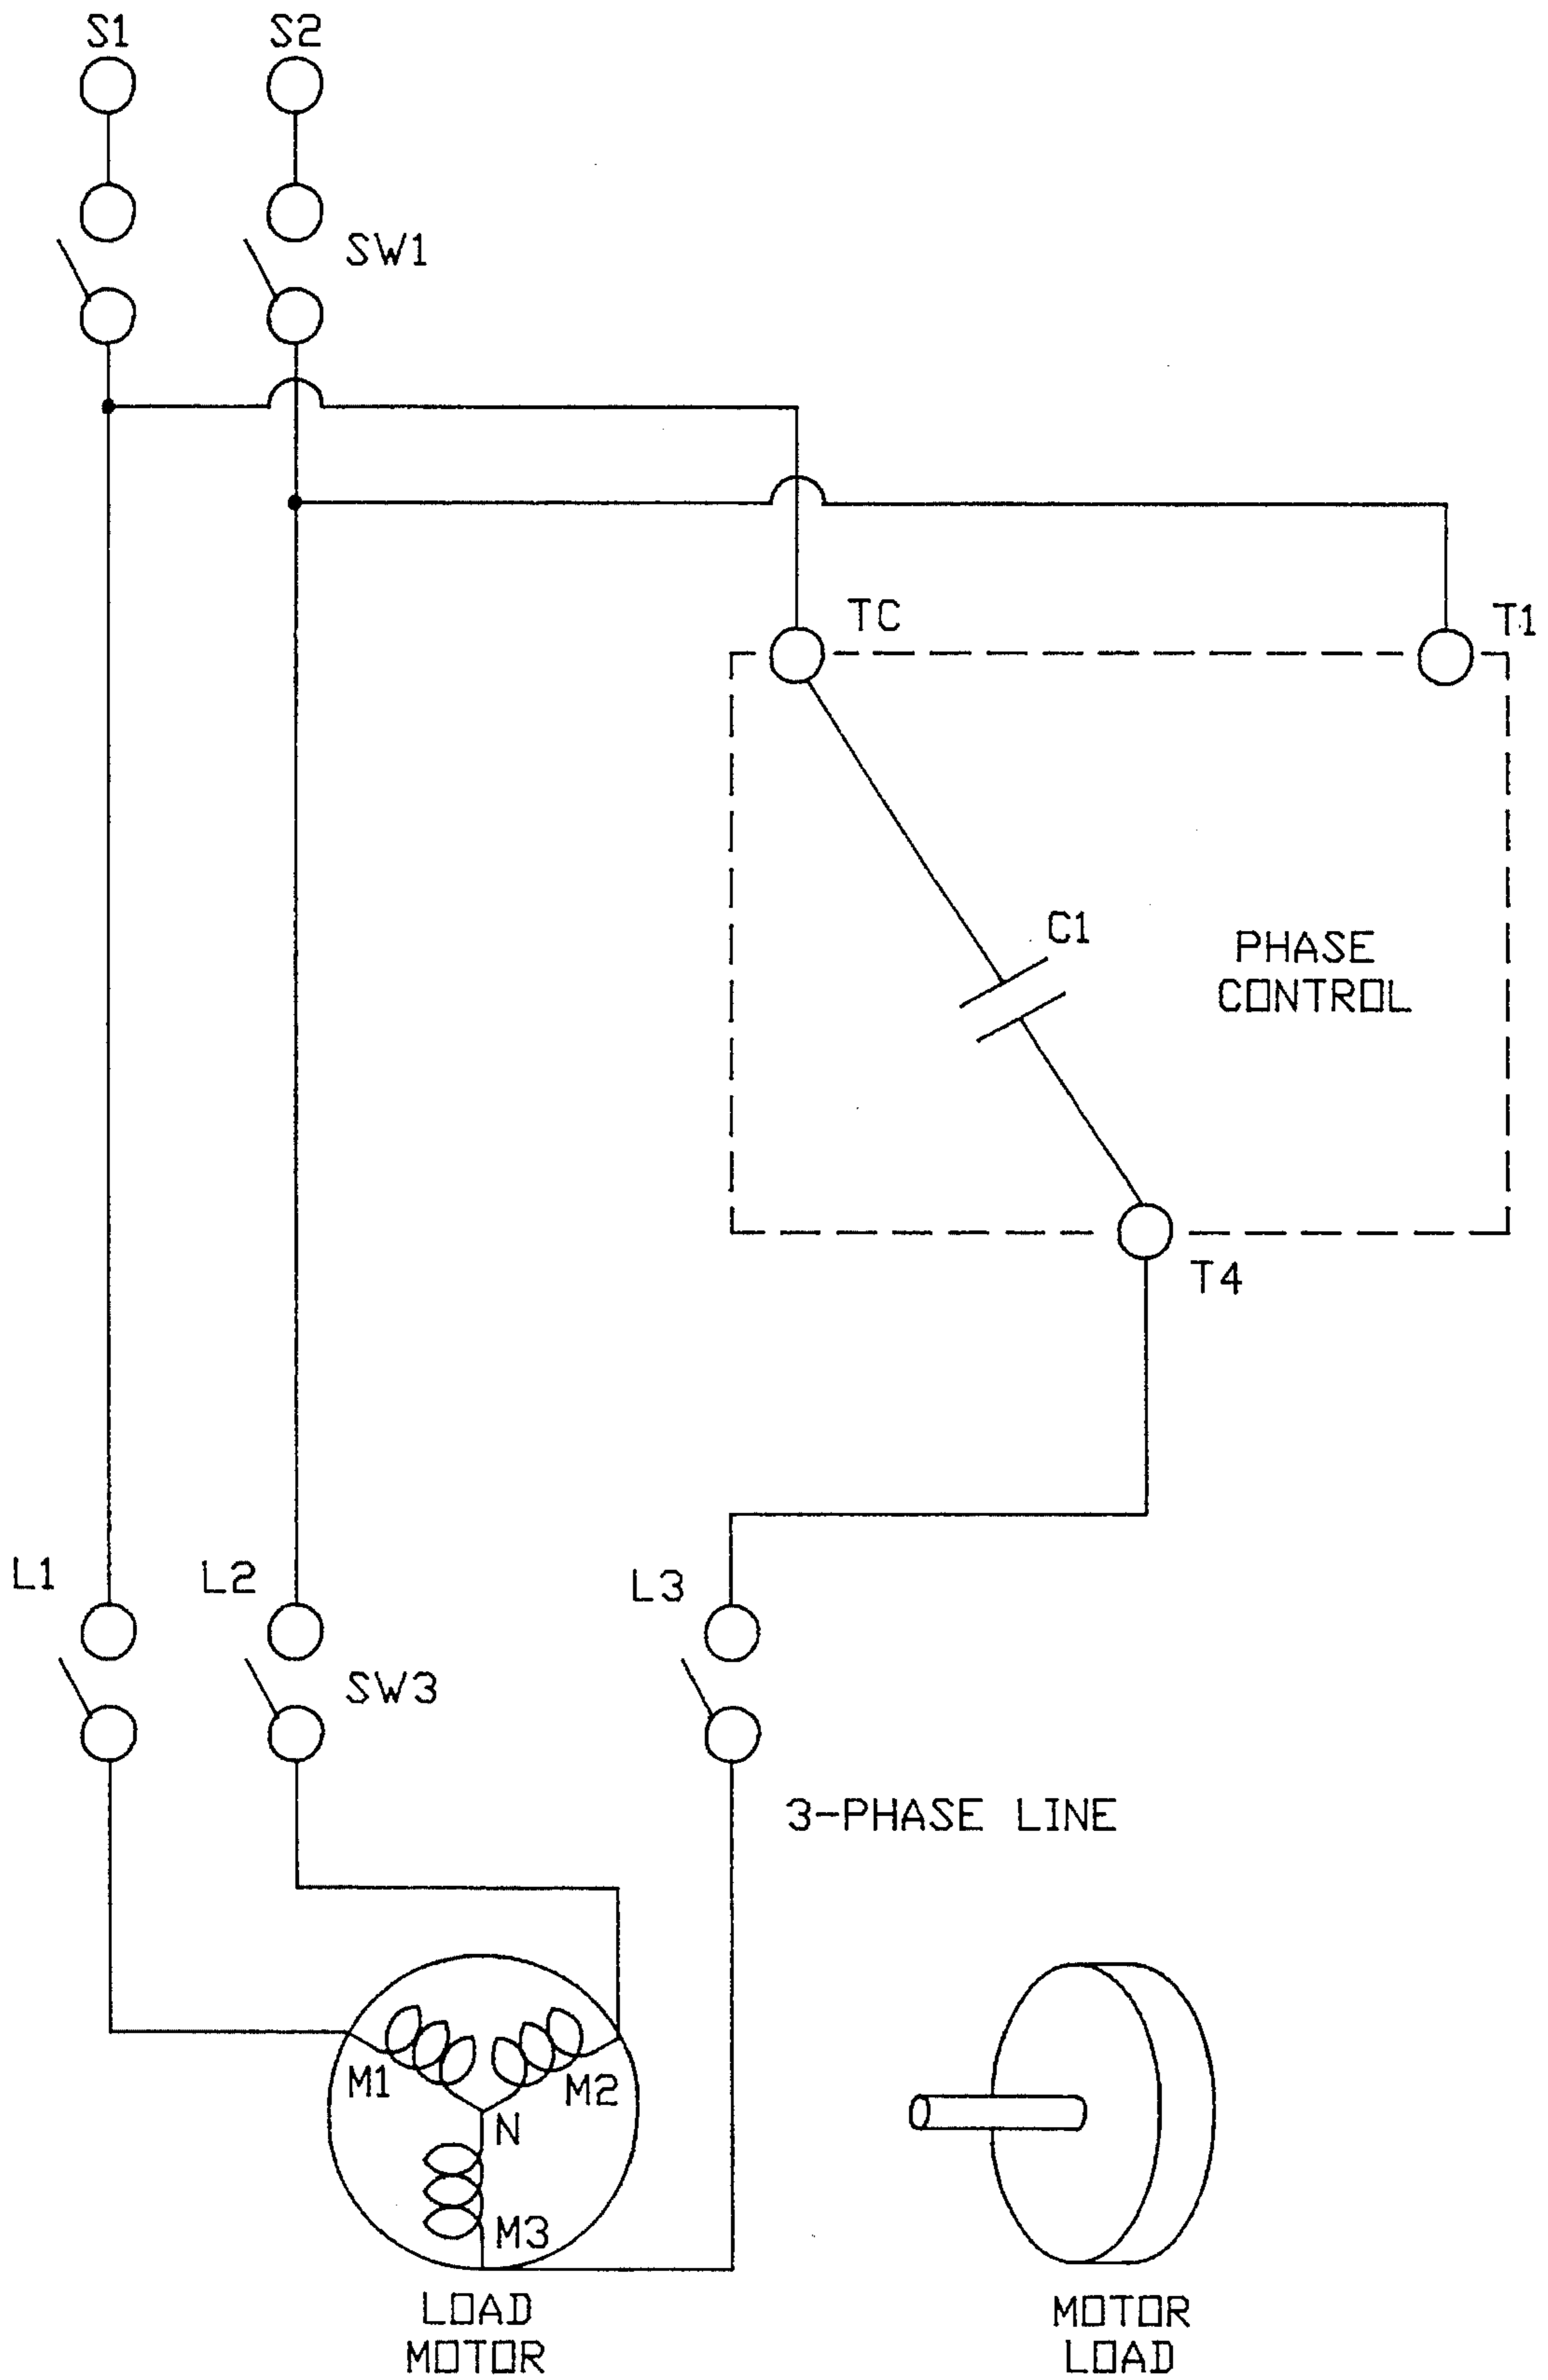 S1
S2
SW1
TC
T1
C1
PHASE
CONTROL
T4
L1
L2
L3
SW3
3-PHASE LINE
M1
M2
N
M3
LOAD
MOTOR
MOTOR
LOAD